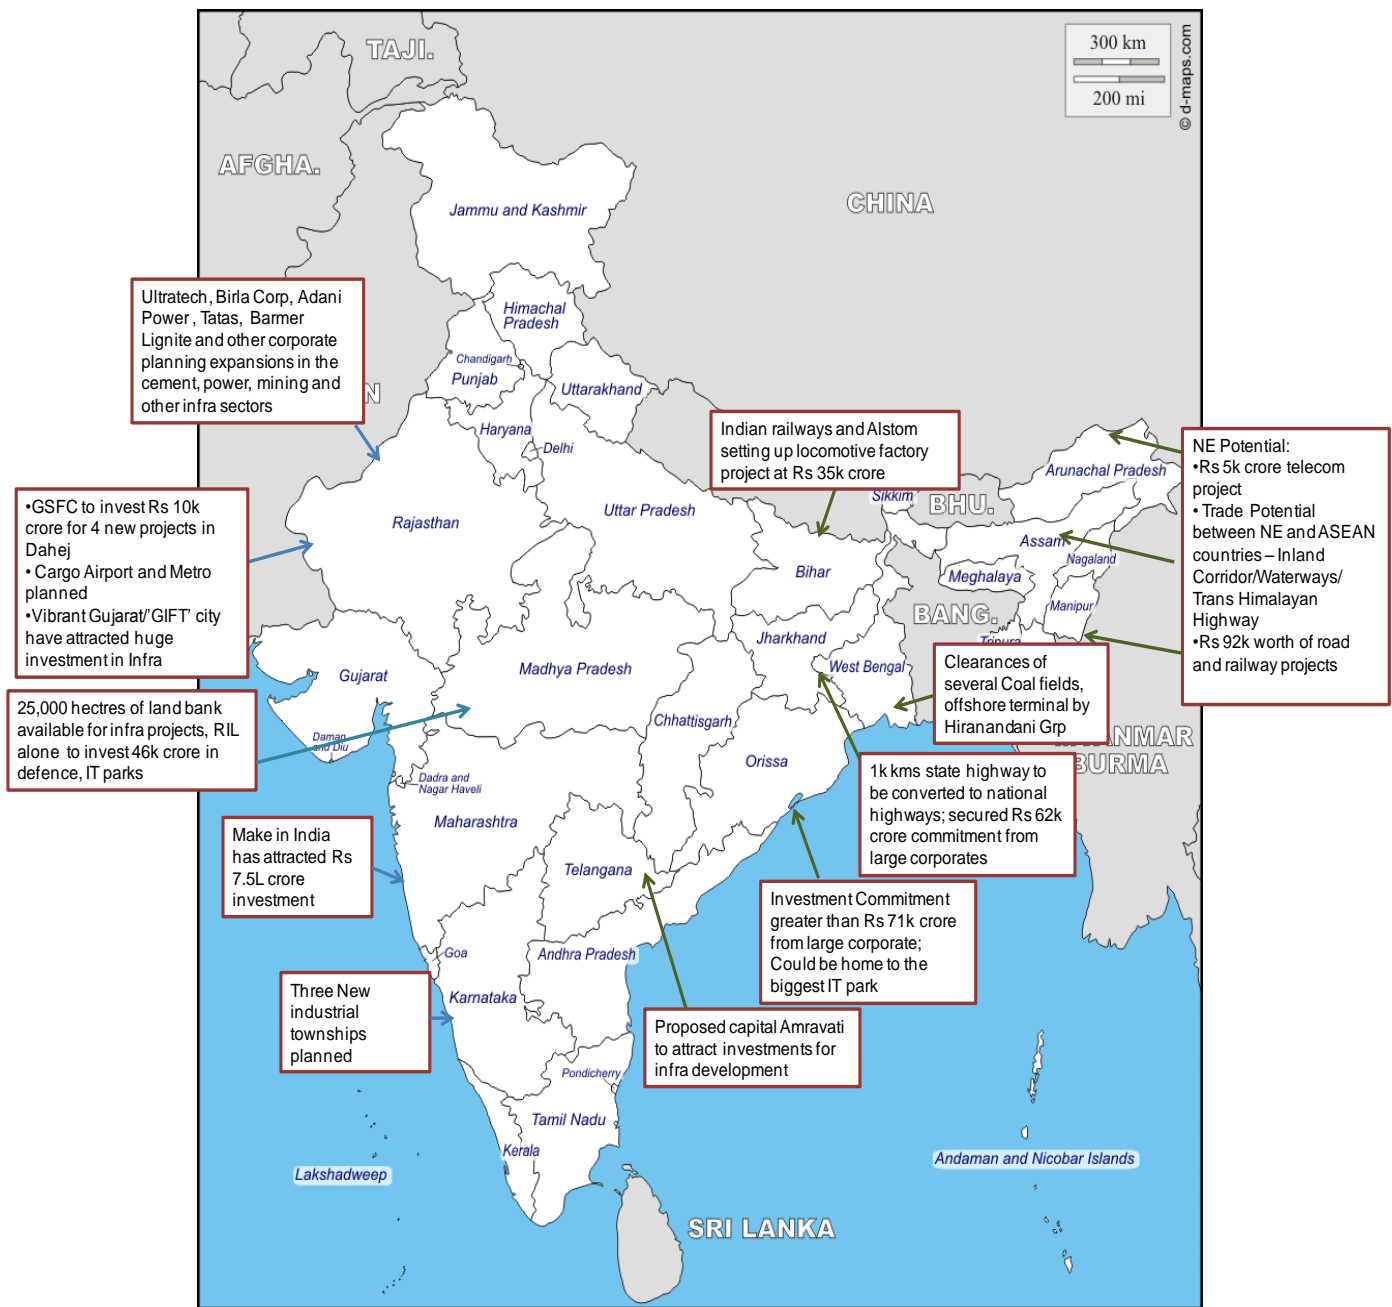 TAJI.
300 km
200 mi
© d-maps.com
AFGHA.
CHINA
Jammu and Kashmir
Ultratech, Birla Corp, Adani
Power , Tatas, Barmer
Lignite and other corporate
planning expansions in the
cement, power, mining and
other infra sectors
N
Himachal
Pradesh
Chandigarh
Punjab
Uttarakhand
Haryana
Delhi
Indian railways and Alstom
setting up locomotive factory
project at Rs 35k crore
NE Potential:
•Rs 5k crore telecom
project
• Trade Potential
between NE and ASEAN
countries – Inland
Corridor/Waterways/
Trans Himalayan
Highway
•Rs 92k worth of road
and railway projects
Arunachal Pradesh
Sikkim
BHU.
•GSFC to invest Rs 10k
crore for 4 new projects in
Dahej
• Cargo Airport and Metro
planned
•Vibrant Gujarat/'GIFT' city
have attracted huge
investment in Infra
Rajasthan
Uttar Pradesh
Assam
Nagaland
Bihar
Meghalaya
Manipur
BANG.
Tripura
Jharkhand
West Bengal
Gujarat
Madhya Pradesh
Clearances of
several Coal fields,
offshore terminal by
Hiranandani Grp
25,000 hectres of land bank
available for infra projects, RIL
alone to invest 46k crore in
defence, IT parks
Chhattisgarh
Daman
and Diu
MYANMAR
BURMA
Orissa
Dadra and
Nagar Haveli
1k kms state highway to
be converted to national
highways; secured Rs 62k
crore commitment from
large corporates
Maharashtra
Make in India
has attracted Rs
7.5L crore
investment
Telangana
Investment Commitment
greater than Rs 71k crore
from large corporate;
Could be home to the
biggest IT park
Goa
Andhra Pradesh
Karnataka
Three New
industrial
townships
planned
Proposed capital Amravati
to attract investments for
infra development
Pondicherry
Tamil Nadu
Kerala
Lakshadweep
Andaman and Nicobar Islands
SRI LANKA